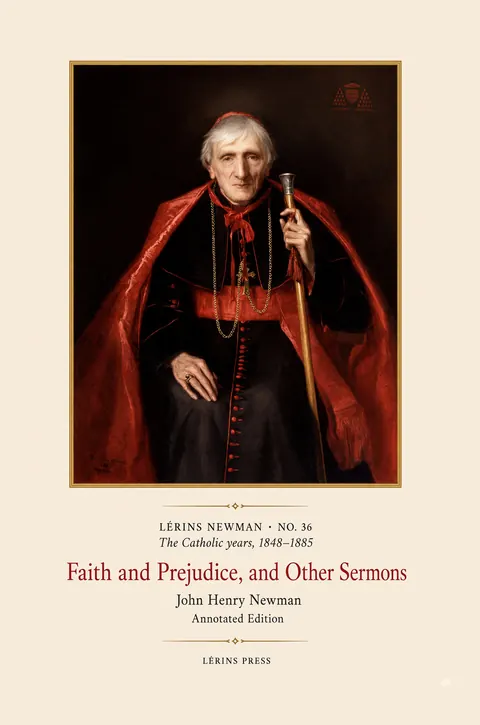 LÉRINS NEWMAN • NO. 36
The Catholic years, 1848–1885
Faith and Prejudice, and Other Sermons
John Henry Newman
Annotated Edition
LÉRINS PRESS